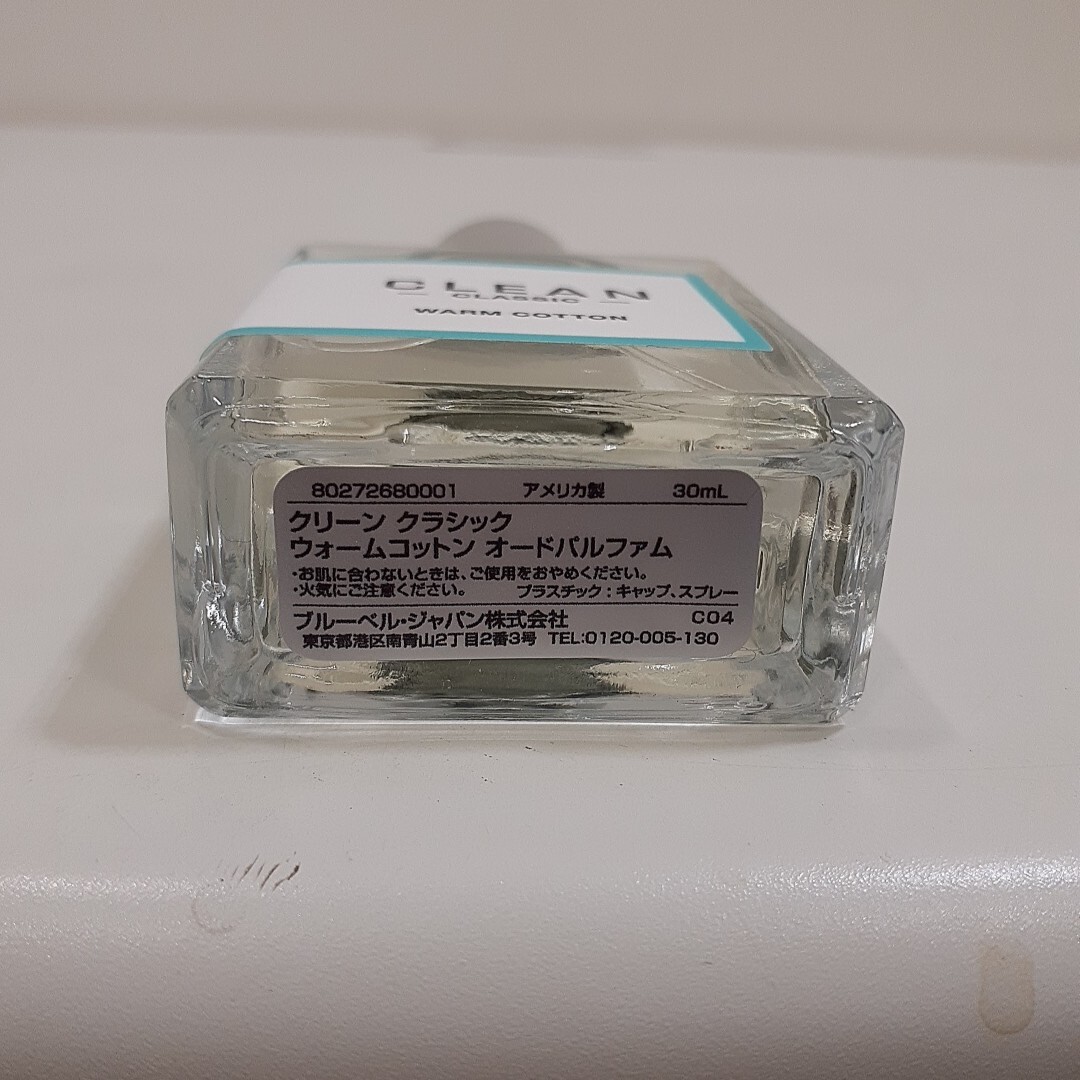 CLEAN
CLASSIC
WARM COTTON
80272680001 アメリカ製 30mL
クリーン クラシック
ウォームコットン オードパルファム
・お肌に合わないときは、ご使用をおやめください。
・火気にご注意ください。 プラスチック：キャップ、スプレー
ブルーベル・ジャパン株式会社 C04
東京都港区南青山2丁目2番3号 TEL:0120-005-130